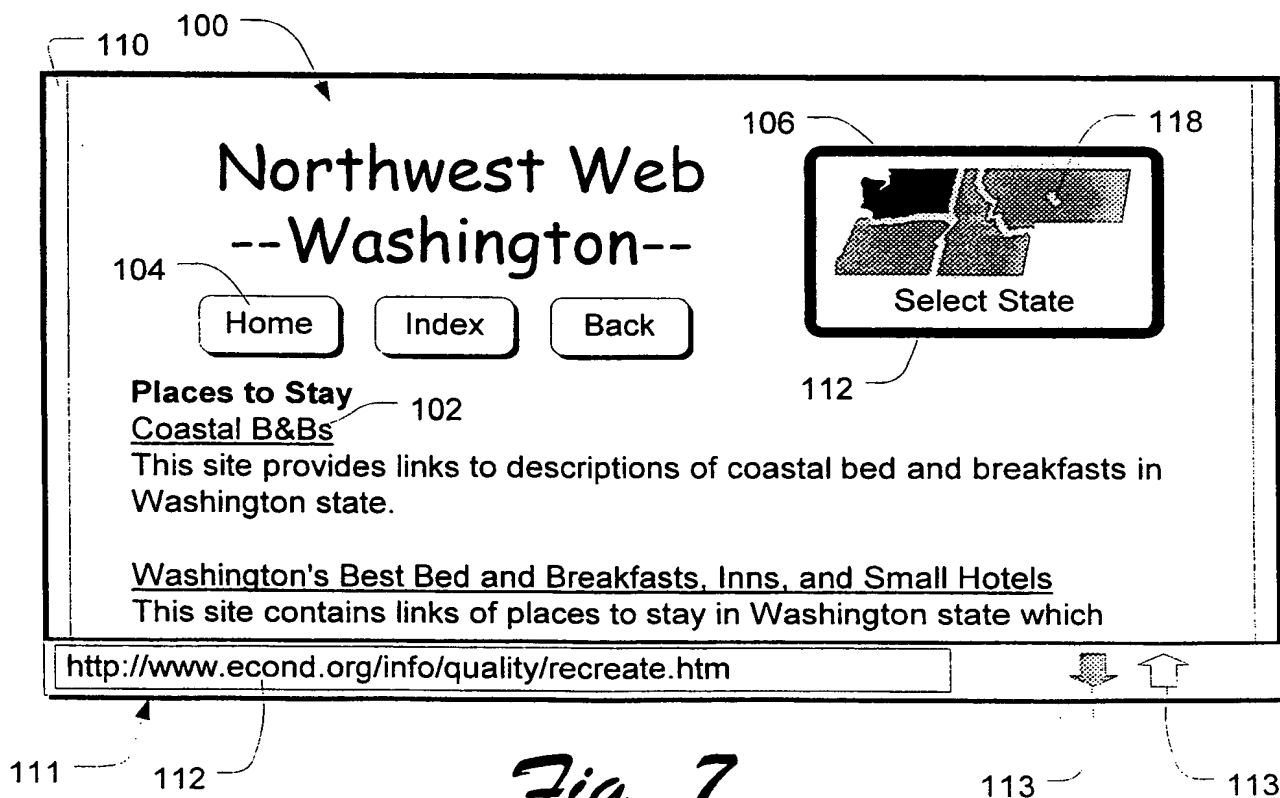 110
100
106
118
Northwest Web
--Washington--
104
Home Index Back
Select State
112
Places to Stay
102
Coastal B&Bs
This site provides links to descriptions of coastal bed and breakfasts in
Washington state.
Washington's Best Bed and Breakfasts, Inns, and Small Hotels
This site contains links of places to stay in Washington state which
http://www.econd.org/info/quality/recreate.htm
111
112
Fig. 7
113
113